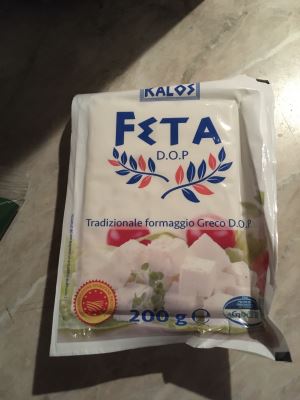 KALOS
FETA
D.O.P
Tradizionale formaggio Greco D.O.P.
200 g e